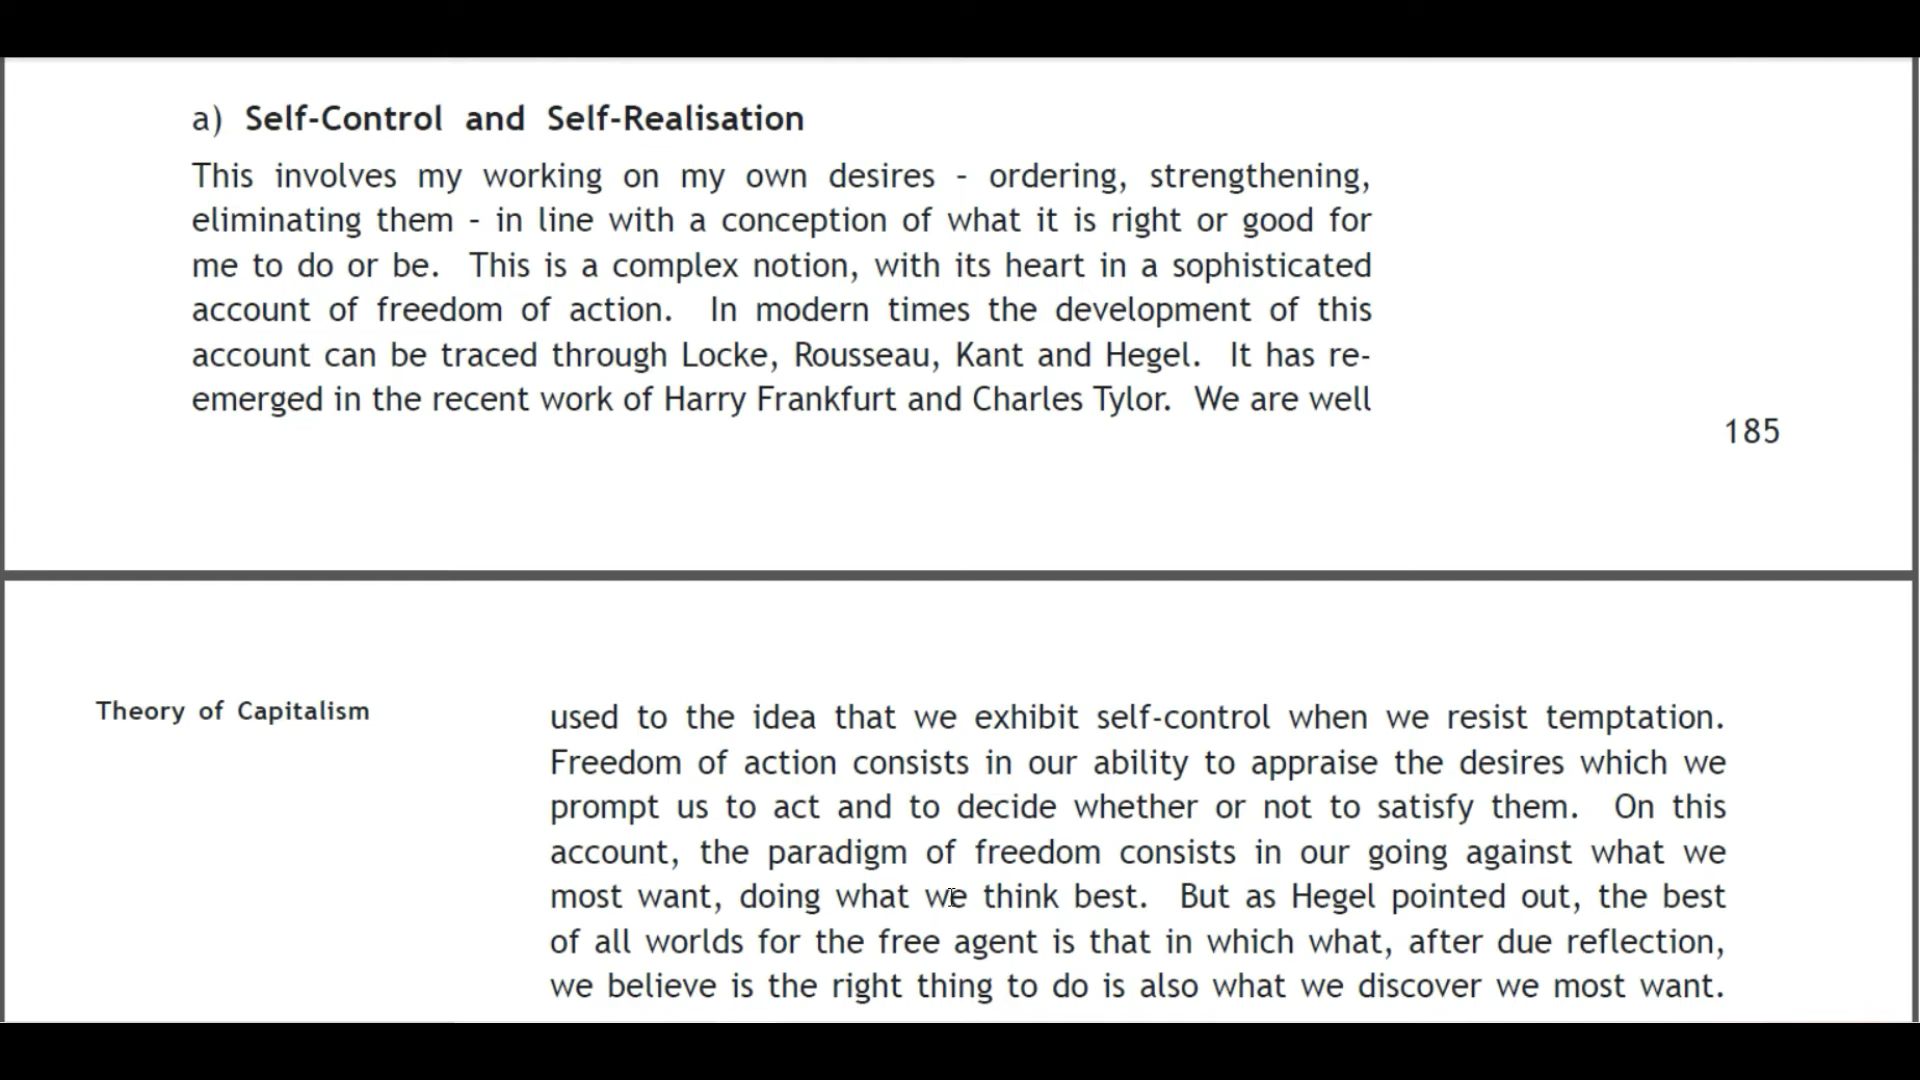 a) Self-Control and Self-Realisation
This involves my working on my own desires - ordering, strengthening,
eliminating them - in line with a conception of what it is right or good for
me to do or be. This is a complex notion, with its heart in a sophisticated
account of freedom of action. In modern times the development of this
account can be traced through Locke, Rousseau, Kant and Hegel. It has re-
emerged in the recent work of Harry Frankfurt and Charles Tylor. We are well
185
Theory of Capitalism
used to the idea that we exhibit self-control when we resist temptation.
Freedom of action consists in our ability to appraise the desires which we
prompt us to act and to decide whether or not to satisfy them. On this
account, the paradigm of freedom consists in our going against what we
most want, doing what we think best. But as Hegel pointed out, the best
of all worlds for the free agent is that in which what, after due reflection,
we believe is the right thing to do is also what we discover we most want.